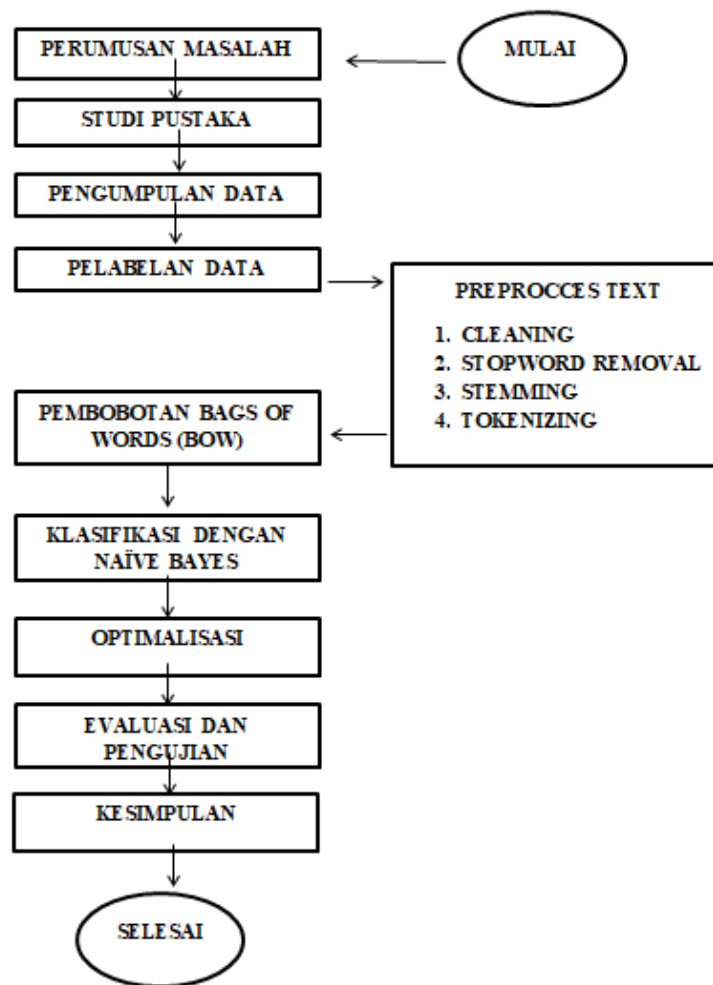 MULAI
PERUMUSAN MASALAH
STUDI PUSTAKA
PENGUMPULAN DATA
PELABELAN DATA
PREPROCCES TEXT
1. CLEANING
2. STOPWORD REMOVAL
3. STEMMING
4. TOKENIZING
PEMBOBOTAN BAGS OF
WORDS (BOW)
KLASIFIKASI DENGAN
NAÏVE BAYES
OPTIMALISASI
EVALUASI DAN
PENGUJIAN
KESIMPULAN
SELESAI